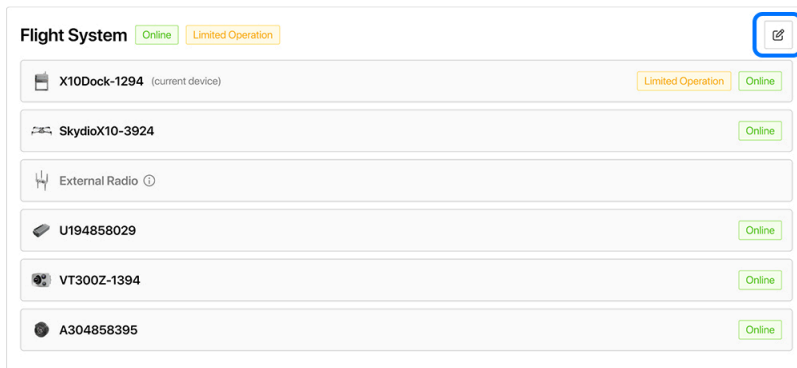 Flight System Online Limited Operation
X10Dock-1294 (current device) Limited Operation Online
SkydioX10-3924 Online
External Radio
U194858029 Online
VT300Z-1394 Online
A304858395 Online